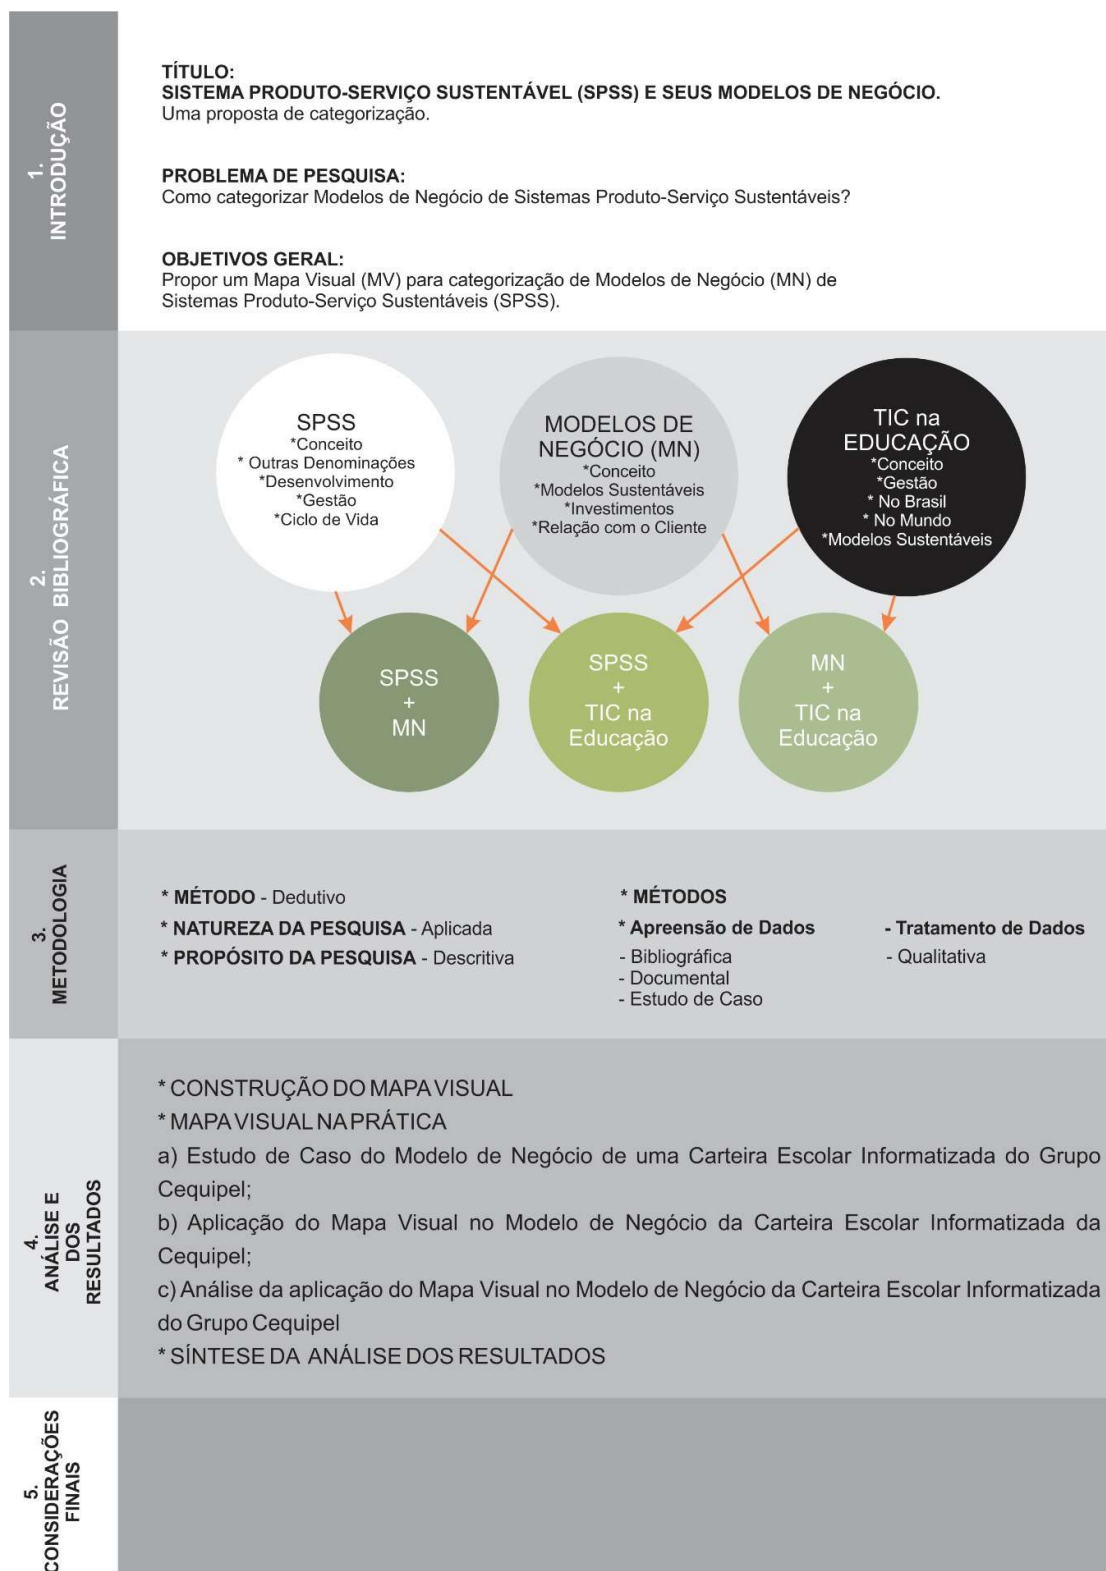 1.
INTRODUÇÃO
TÍTULO:
SISTEMA PRODUTO-SERVIÇO SUSTENTÁVEL (SPSS) E SEUS MODELOS DE NEGÓCIO.
Uma proposta de categorização.
PROBLEMA DE PESQUISA:
Como categorizar Modelos de Negócio de Sistemas Produto-Serviço Sustentáveis?
OBJETIVOS GERAL:
Propor um Mapa Visual (MV) para categorização de Modelos de Negócio (MN) de
Sistemas Produto-Serviço Sustentáveis (SPSS).
2.
REVISÃO BIBLIOGRÁFICA
SPSS
*Conceito
* Outras Denominações
*Desenvolvimento
*Gestão
*Ciclo de Vida
MODELOS DE
NEGÓCIO (MN)
*Conceito
*Modelos Sustentáveis
*Investimentos
*Relação com o Cliente
TIC na
EDUCAÇÃO
*Conceito
*Gestão
* No Brasil
* No Mundo
*Modelos Sustentáveis
SPSS
+
MN
SPSS
+
TIC na
Educação
MN
+
TIC na
Educação
3.
METODOLOGIA
* MÉTODO - Dedutivo
* NATUREZA DA PESQUISA - Aplicada
* PROPÓSITO DA PESQUISA - Descritiva
* MÉTODOS
* Apreensão de Dados
- Bibliográfica
- Documental
- Estudo de Caso
- Tratamento de Dados
- Qualitativa
4.
ANÁLISE E
DOS
RESULTADOS
* CONSTRUÇÃO DO MAPA VISUAL
* MAPA VISUAL NA PRÁTICA
a) Estudo de Caso do Modelo de Negócio de uma Carteira Escolar Informatizada do Grupo
Cequipel;
b) Aplicação do Mapa Visual no Modelo de Negócio da Carteira Escolar Informatizada da
Cequipel;
c) Análise da aplicação do Mapa Visual no Modelo de Negócio da Carteira Escolar Informatizada
do Grupo Cequipel
* SÍNTESE DA ANÁLISE DOS RESULTADOS
5.
CONSIDERAÇÕES
FINAIS